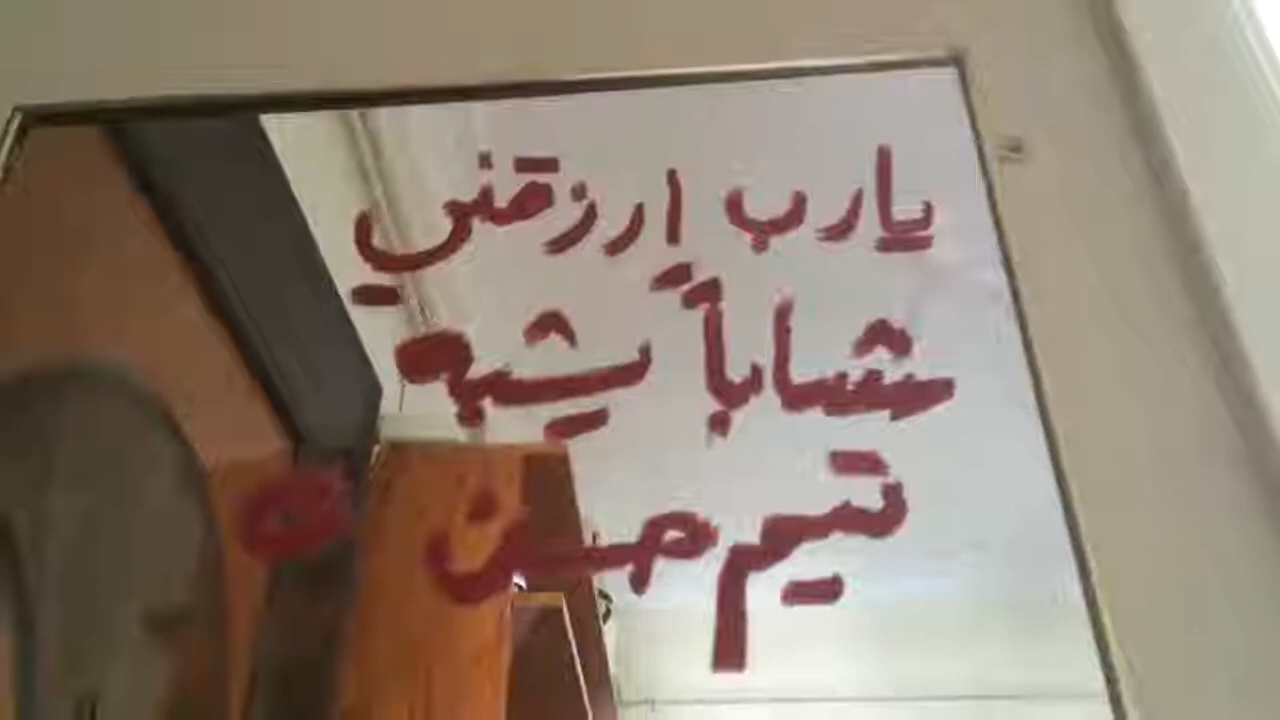 يارب ارزقني
شاباً يشبه
تيم حسن